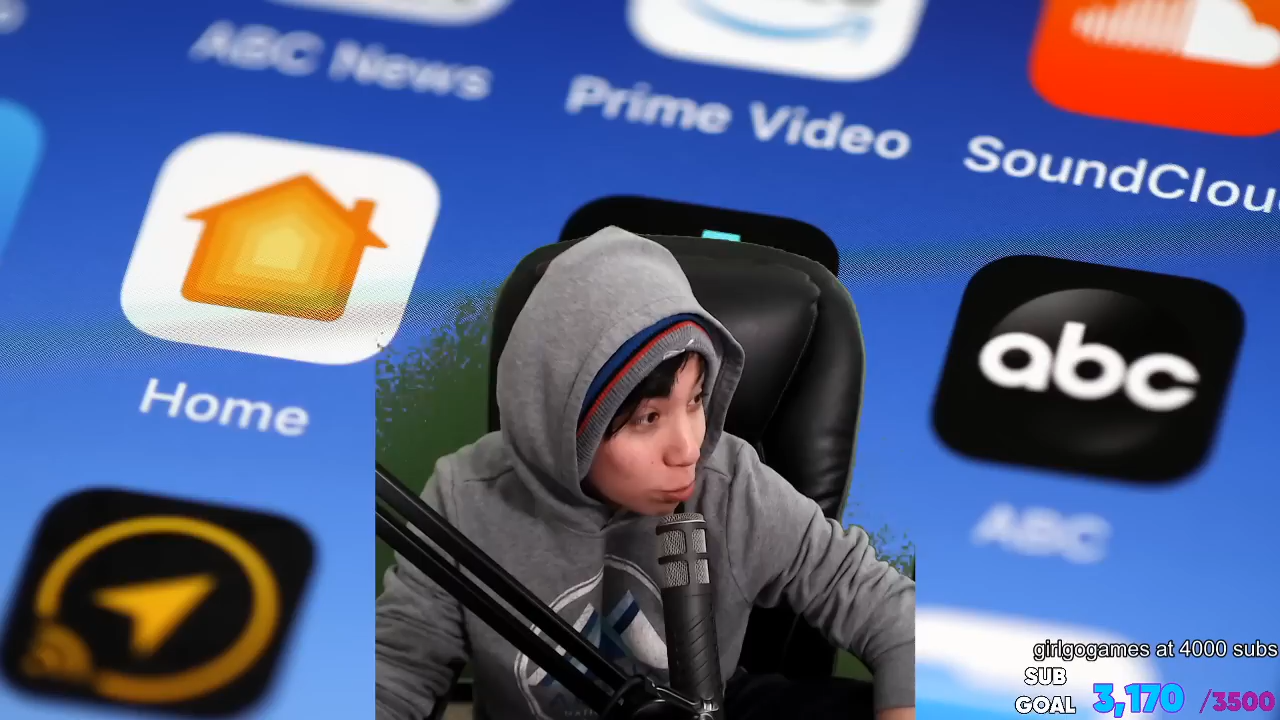 ABC News
Prime Video
SoundClou
Home
abc
ABC
girlgogames at 4000 subs
SUB
GOAL 3,170 /3500